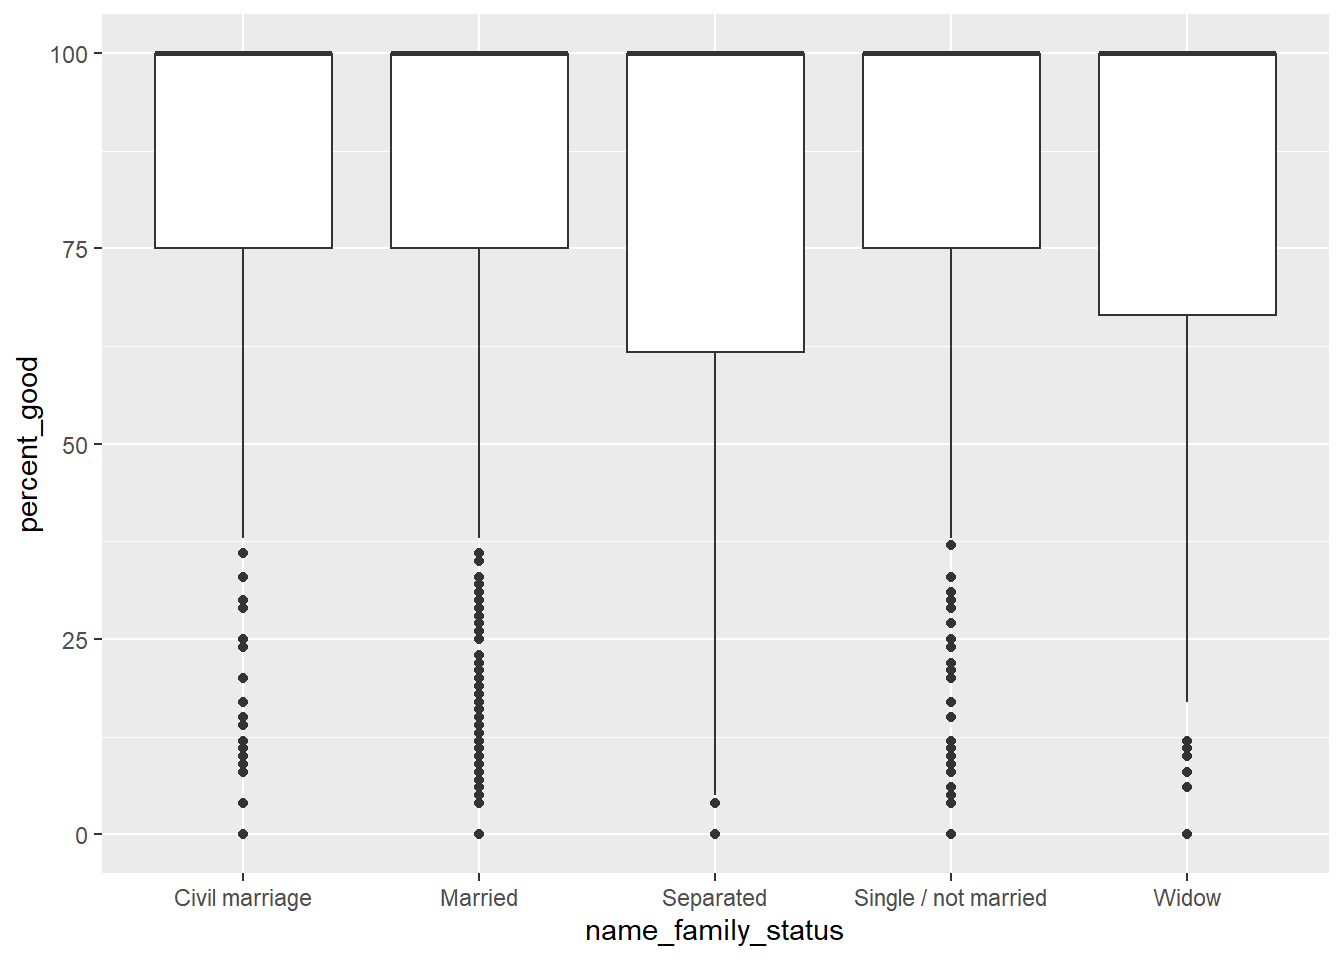 100
75
50
25
0
percent_good
Civil marriage
Married
Separated
Single / not married
Widow
name_family_status